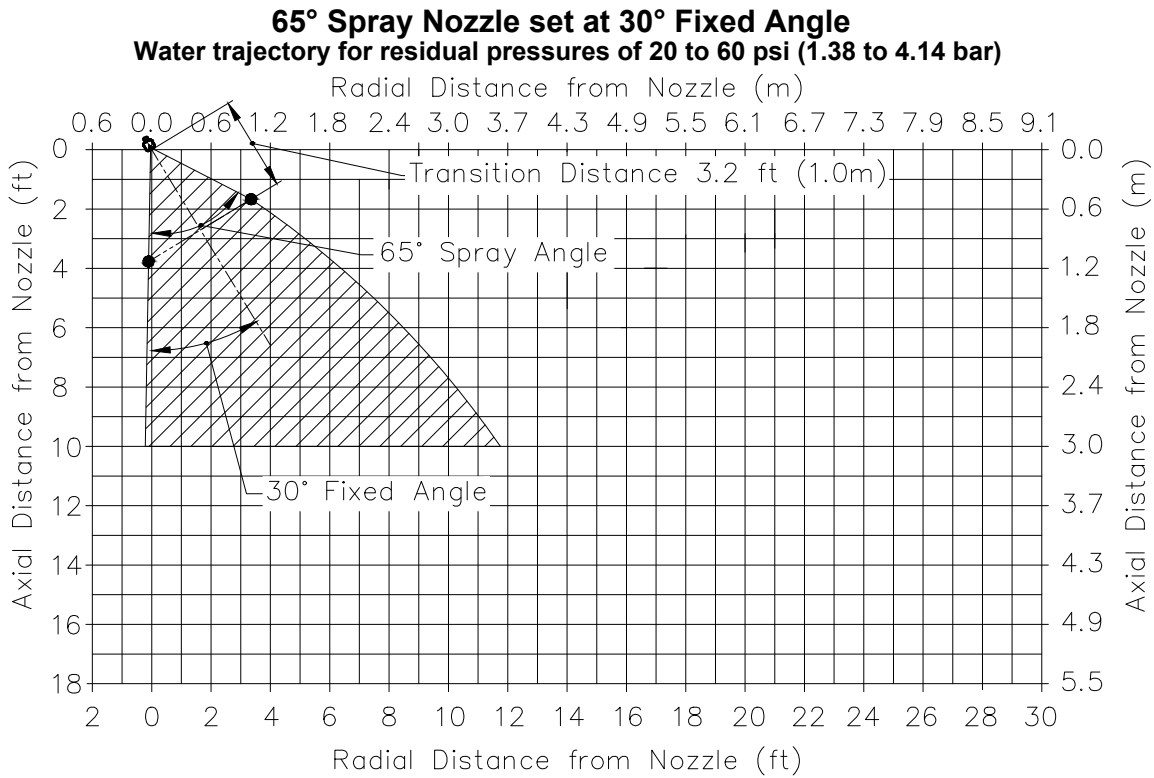 65° Spray Nozzle set at 30° Fixed Angle
Water trajectory for residual pressures of 20 to 60 psi (1.38 to 4.14 bar)
Radial Distance from Nozzle (m)
0.6 0.0 0.6 1.2 1.8 2.4 3.0 3.6 4.3 4.9 5.5 6.1 6.7 7.3 7.9 8.5 9.1
Axial Distance from Nozzle (ft)
0
2
4
6
8
10
12
14
16
18
Transition Distance 3.2 ft (1.0m)
65° Spray Angle
30° Fixed Angle
0.0
0.6
1.2
1.8
2.4
3.0
3.7
4.3
4.9
5.5
Axial Distance from Nozzle (m)
2 0 2 4 6 8 10 12 14 16 18 20 22 24 26 28 30
Radial Distance from Nozzle (ft)